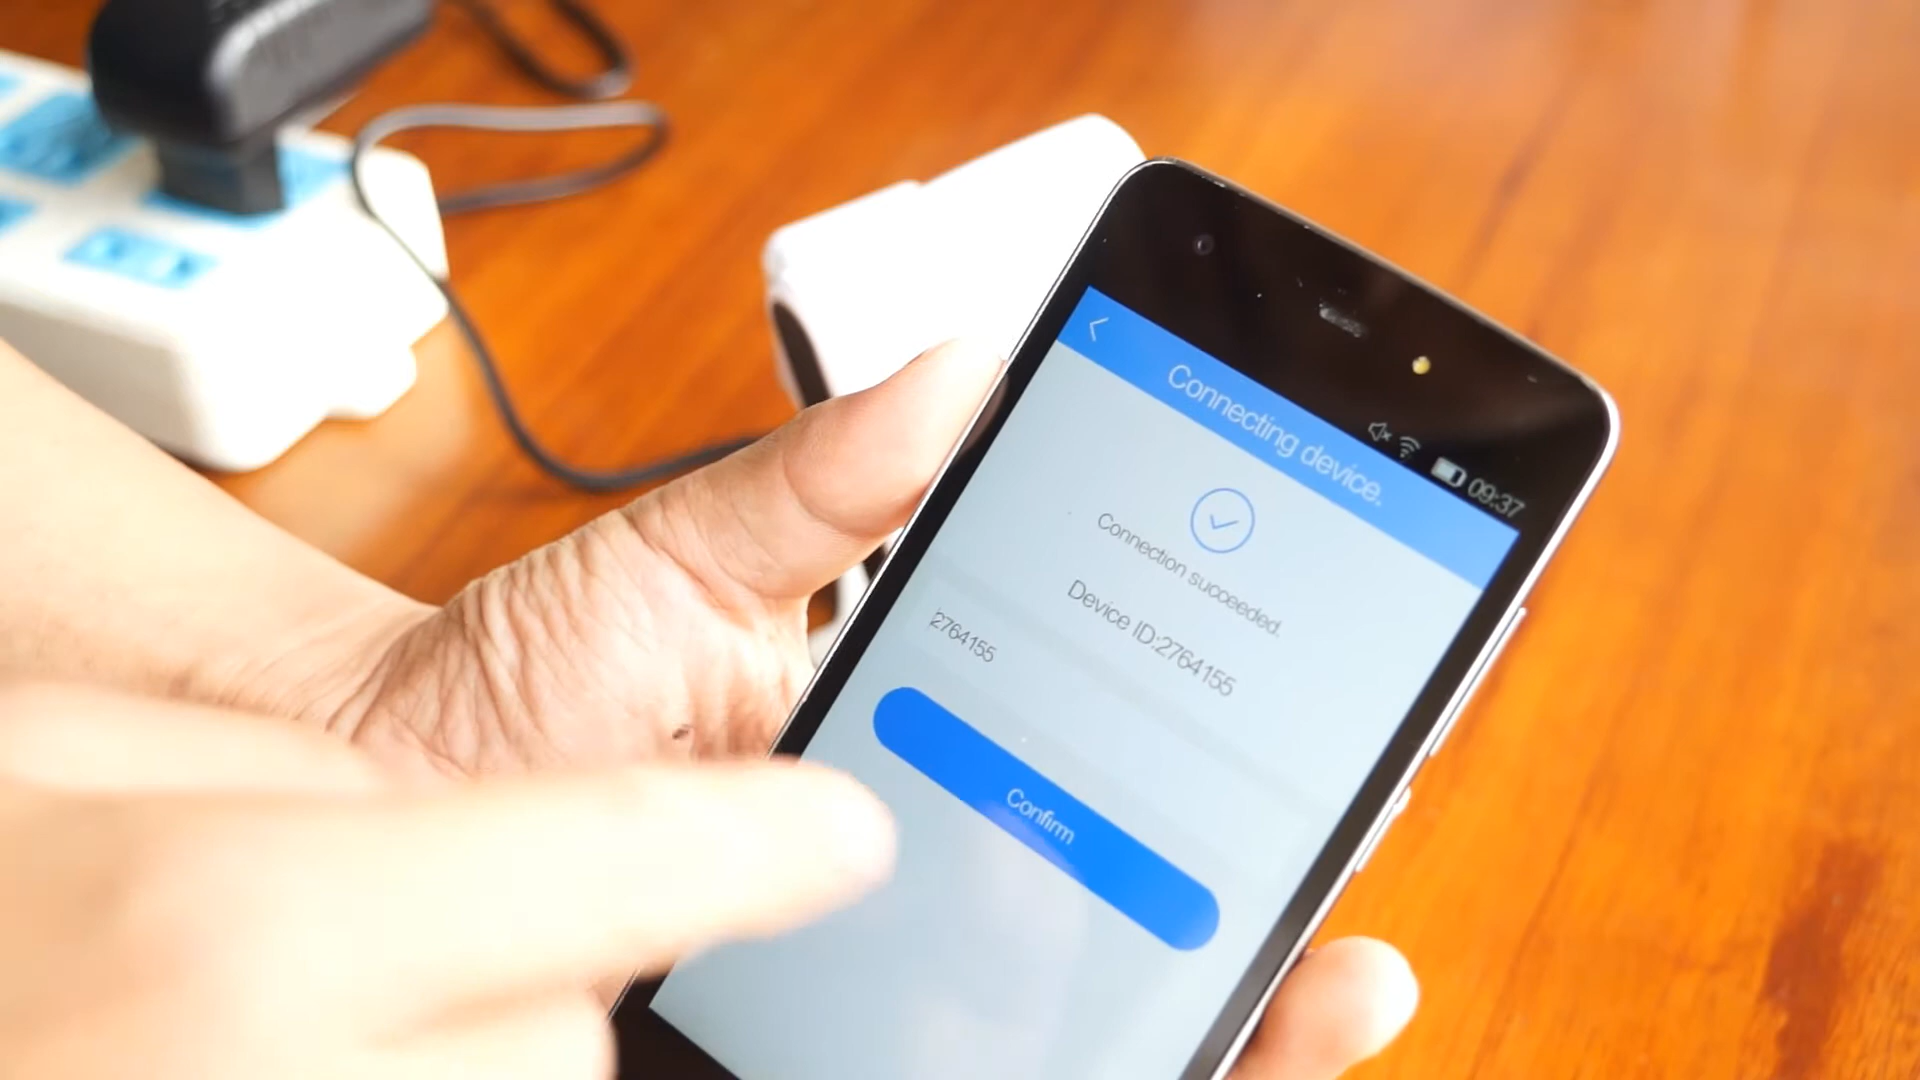 09:37
Connecting device.
Connection succeeded.
Device ID:2764155
2764155
Confirm